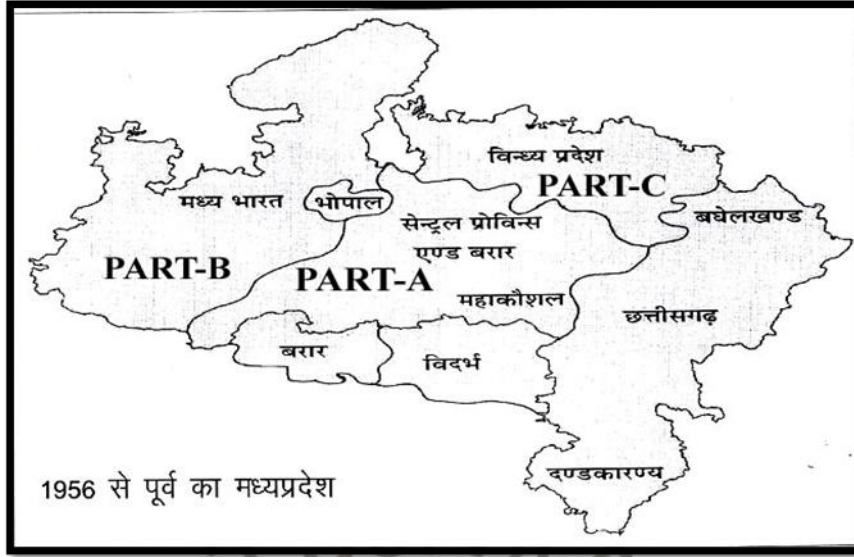 विन्ध्य प्रदेश
PART-C
मध्य भारत
भोपाल
बघेलखण्ड
सेन्ट्रल प्रोविन्स
एण्ड बरार
PART-B
PART-A
महाकौशल
छत्तीसगढ़
बरार
विदर्भ
दण्डकारण्य
1956 से पूर्व का मध्यप्रदेश